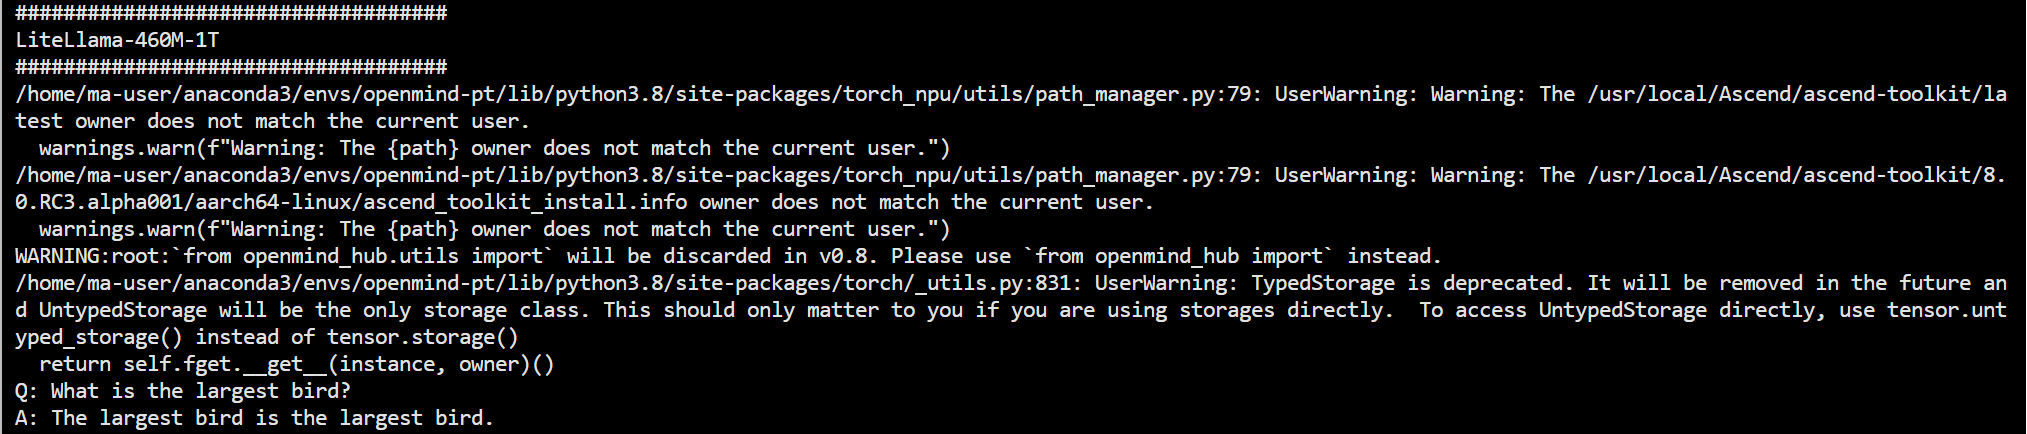 ####################################
LiteLlama-460M-1T
####################################
/home/ma-user/anaconda3/envs/openmind-pt/lib/python3.8/site-packages/torch_npu/utils/path_manager.py:79: UserWarning: Warning: The /usr/local/Ascend/ascend-toolkit/la
test owner does not match the current user.
  warnings.warn(f"Warning: The {path} owner does not match the current user.")
/home/ma-user/anaconda3/envs/openmind-pt/lib/python3.8/site-packages/torch_npu/utils/path_manager.py:79: UserWarning: Warning: The /usr/local/Ascend/ascend-toolkit/8.
0.RC3.alpha001/aarch64-linux/ascend_toolkit_install.info owner does not match the current user.
  warnings.warn(f"Warning: The {path} owner does not match the current user.")
WARNING:root:`from openmind_hub.utils import` will be discarded in v0.8. Please use `from openmind_hub import` instead.
/home/ma-user/anaconda3/envs/openmind-pt/lib/python3.8/site-packages/torch/_utils.py:831: UserWarning: TypedStorage is deprecated. It will be removed in the future an
d UntypedStorage will be the only storage class. This should only matter to you if you are using storages directly.  To access UntypedStorage directly, use tensor.unt
yped_storage() instead of tensor.storage()
  return self.fget.__get__(instance, owner)()
Q: What is the largest bird?
A: The largest bird is the largest bird.